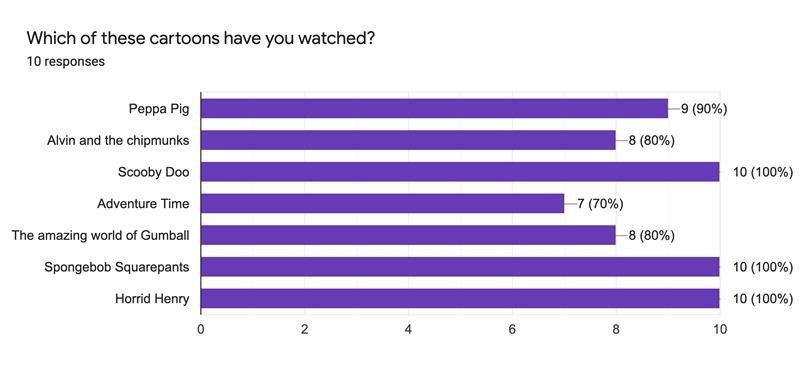 Which of these cartoons have you watched?
10 responses
Peppa Pig 9 (90%)
Alvin and the chipmunks 8 (80%)
Scooby Doo 10 (100%)
Adventure Time 7 (70%)
The amazing world of Gumball 8 (80%)
Spongebob Squarepants 10 (100%)
Horrid Henry 10 (100%)
0 2 4 6 8 10